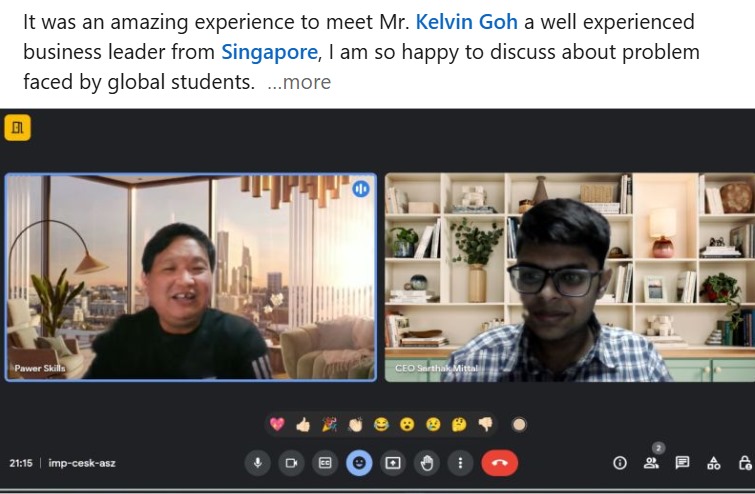 It was an amazing experience to meet Mr. Kelvin Goh a well experienced
business leader from Singapore, I am so happy to discuss about problem
faced by global students. ...more
Pawer Skills
CEO Sarthak Mittal
21:15 | imp-cesk-asz
2